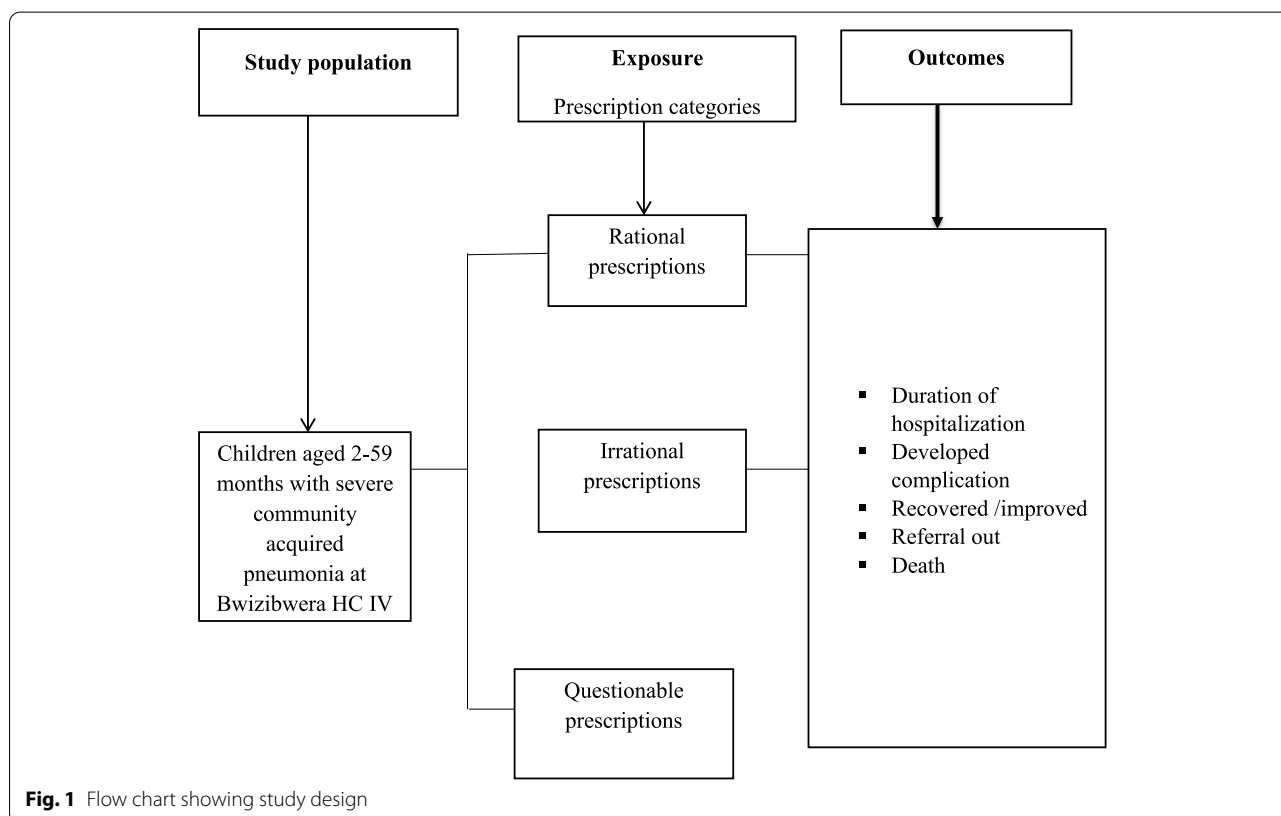 Study population
Exposure
Prescription categories
Outcomes
Rational
prescriptions
Children aged 2-59
months with severe
community
acquired
pneumonia at
Bwizibwera HC IV
Irrational
prescriptions
Questionable
prescriptions
▪ Duration of
hospitalization
▪ Developed
complication
▪ Recovered /improved
▪ Referral out
▪ Death
Fig. 1 Flow chart showing study design